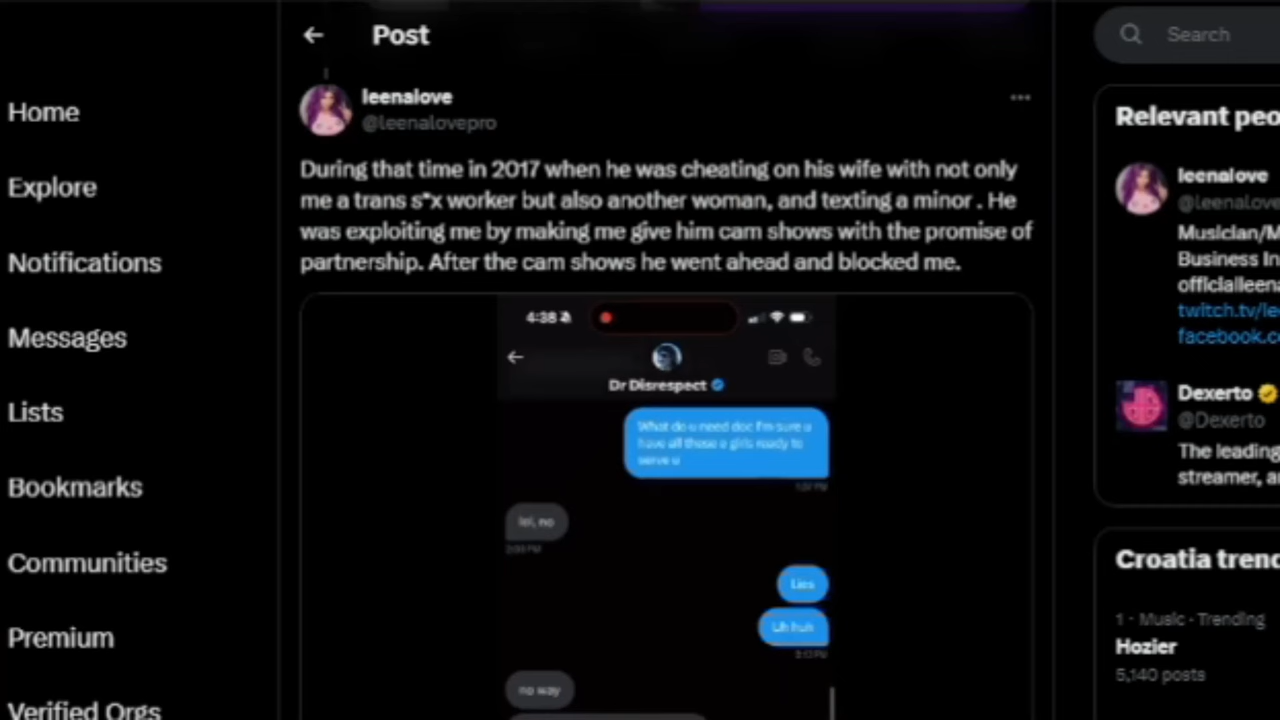 Post
Search
Home
Explore
Notifications
Messages
Lists
Bookmarks
Communities
Premium
Verified Orgs
leenalove
@leenalovepro
During that time in 2017 when he was cheating on his wife with not only
me a trans s*x worker but also another woman, and texting a minor . He
was exploiting me by making me give him cam shows with the promise of
partnership. After the cam shows he went ahead and blocked me.
4:38
Dr Disrespect
What do u need doc I'm sure u
have all those e girls ready to
serve u
lol, no
Lies
Uh huh
no way
Relevant peo
leenalove
@leenalove
Musician/M
Business In
officialleen
twitch.tv/le
facebook.c
Dexerto
@Dexerto
The leading
streamer, a
Croatia trend
1 · Music · Trending
Hozier
5,140 posts